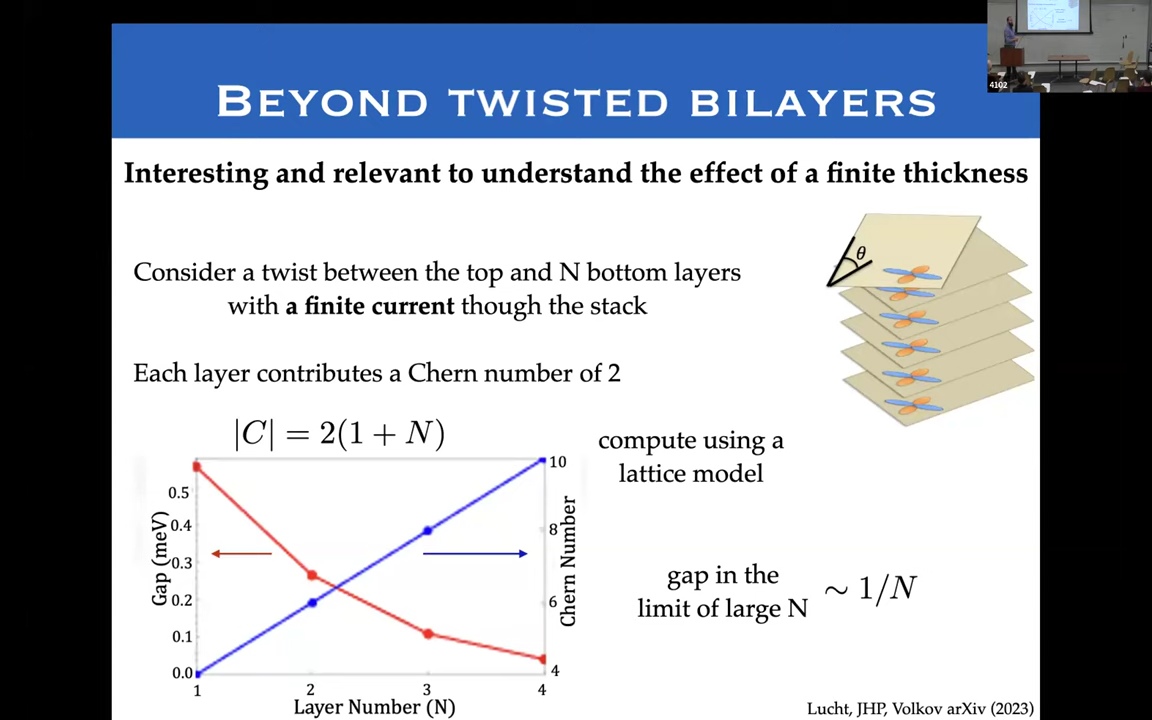 BEYOND TWISTED BILAYERS
4102
Interesting and relevant to understand the effect of a finite thickness
Consider a twist between the top and N bottom layers
with a finite current though the stack
θ
Each layer contributes a Chern number of 2
|C| = 2(1 + N)
compute using a
lattice model
Gap (meV)
0.5
0.4
0.3
0.2
0.1
0.0
10
8
6
4
Chern Number
1 2 3 4
Layer Number (N)
gap in the
limit of large N
∼ 1/N
Lucht, JHP, Volkov arXiv (2023)